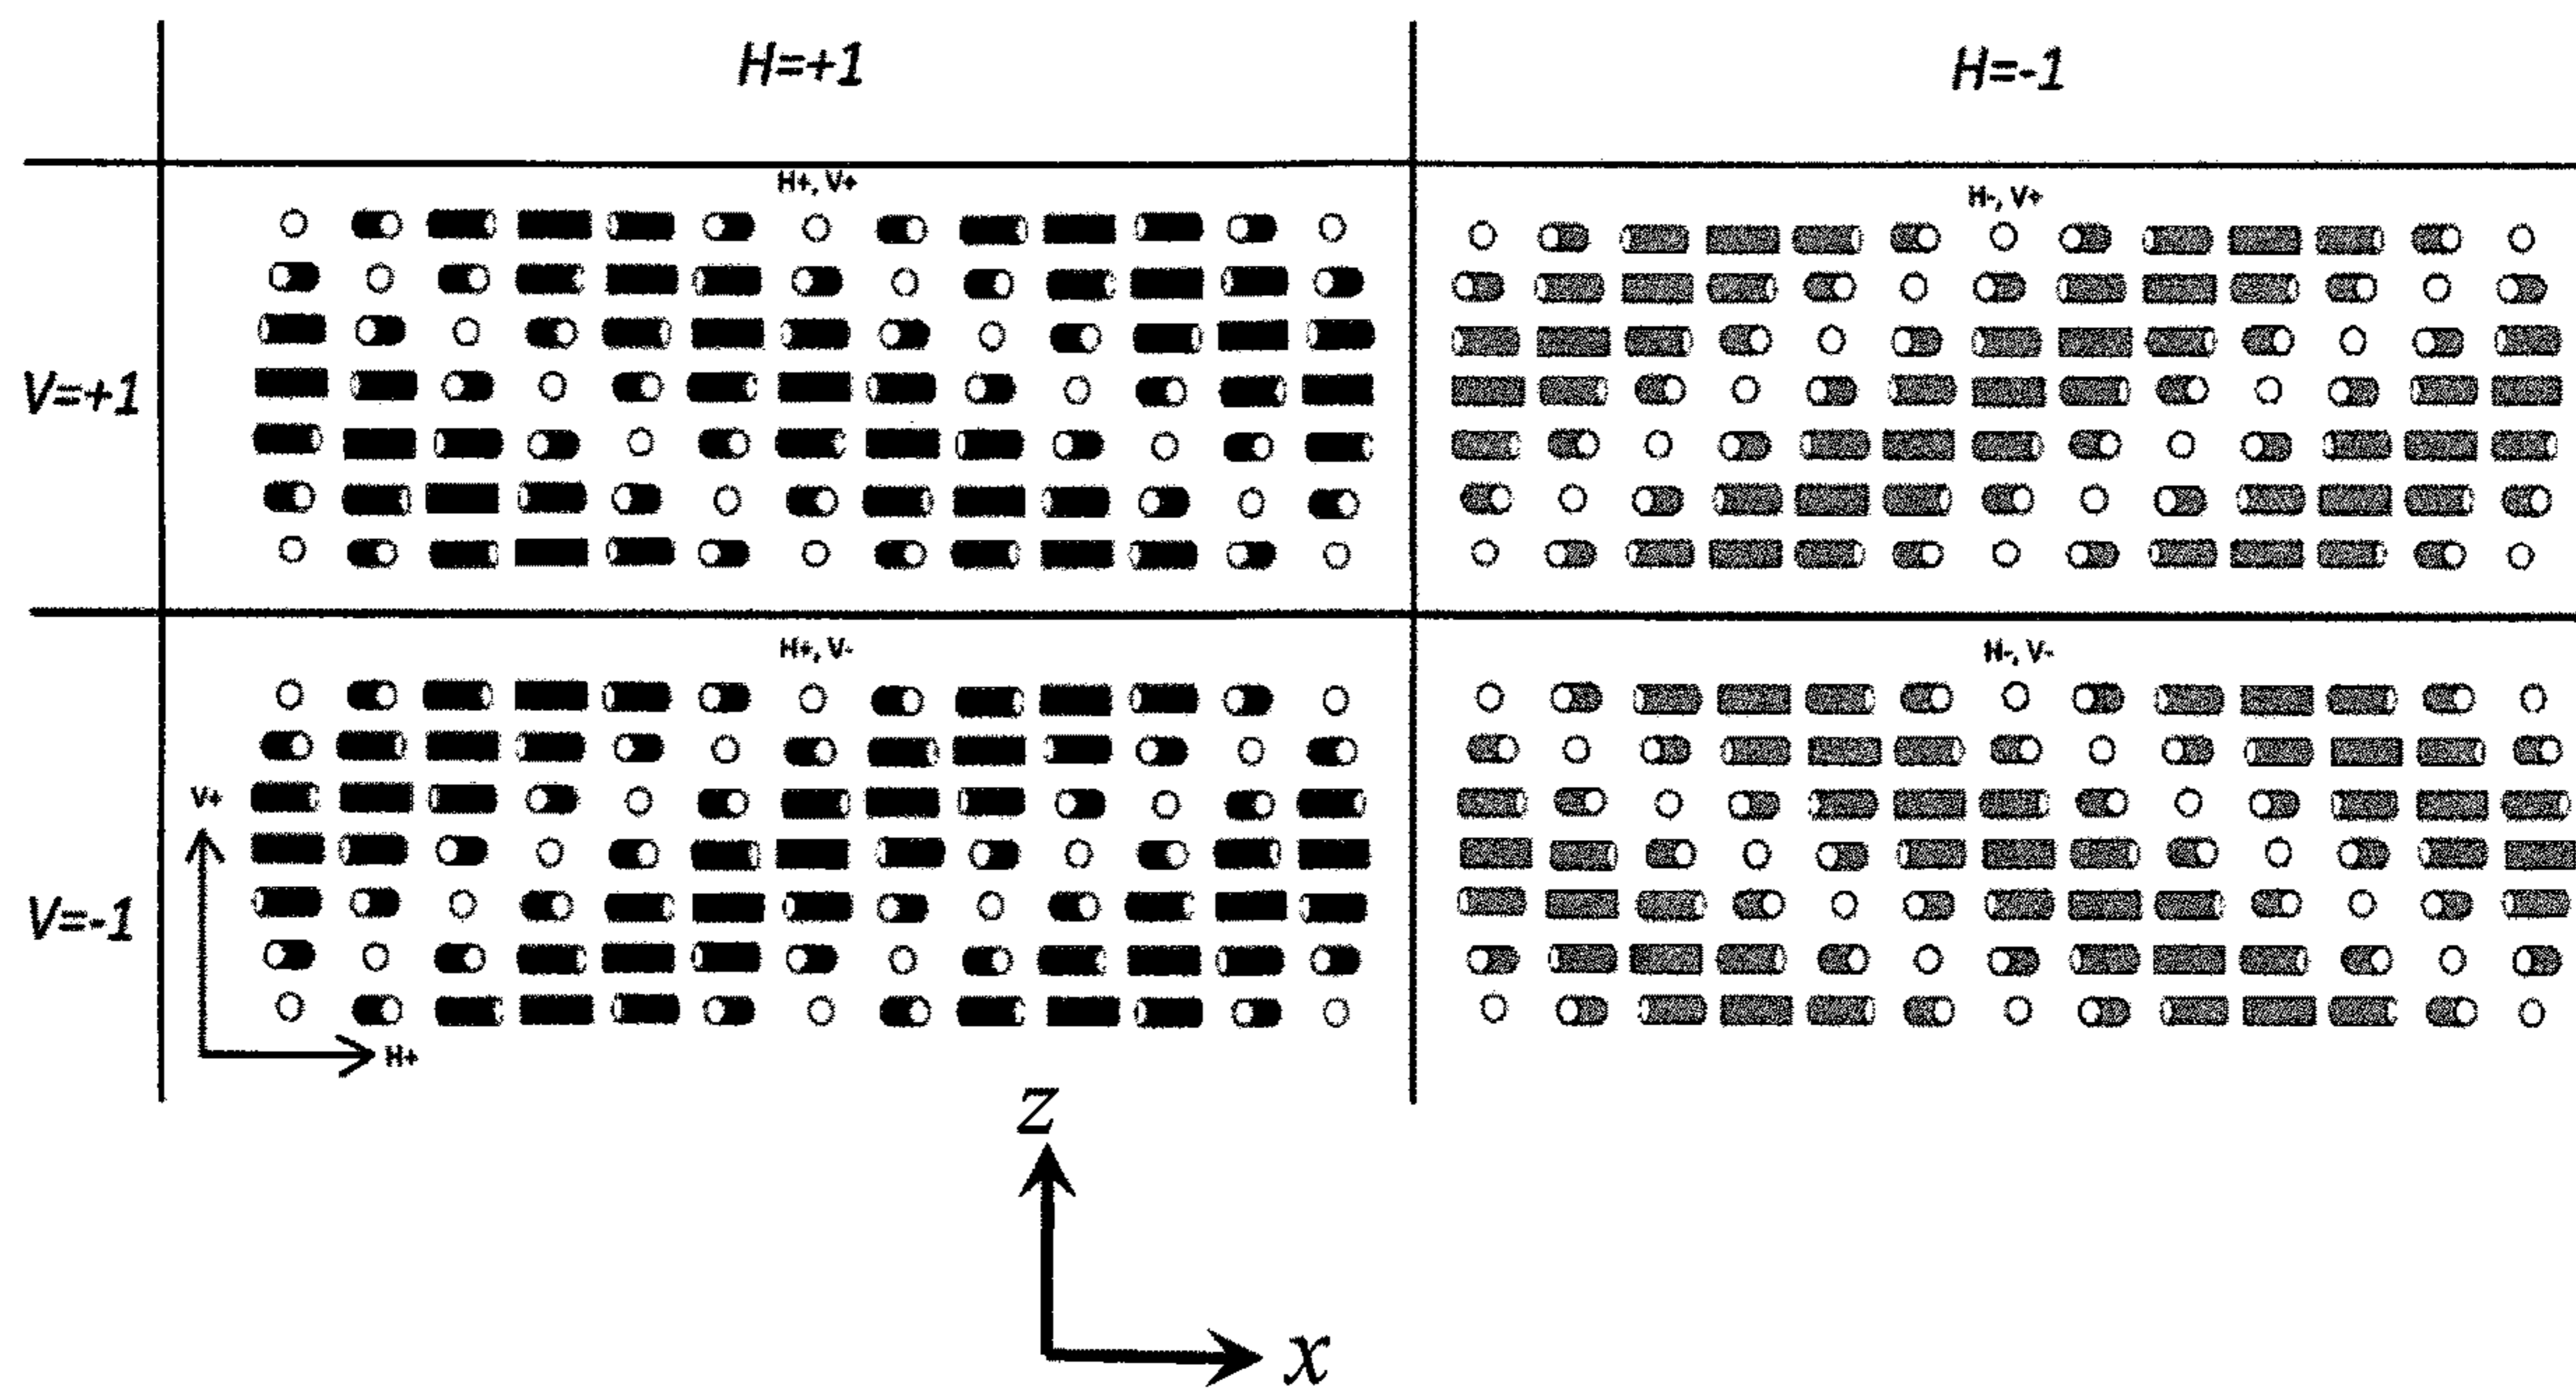 H=+1
H=-1
V=+1
H+, V+
H-, V+
V=-1
H+, V-
H-, V-
V+
H+
z
x